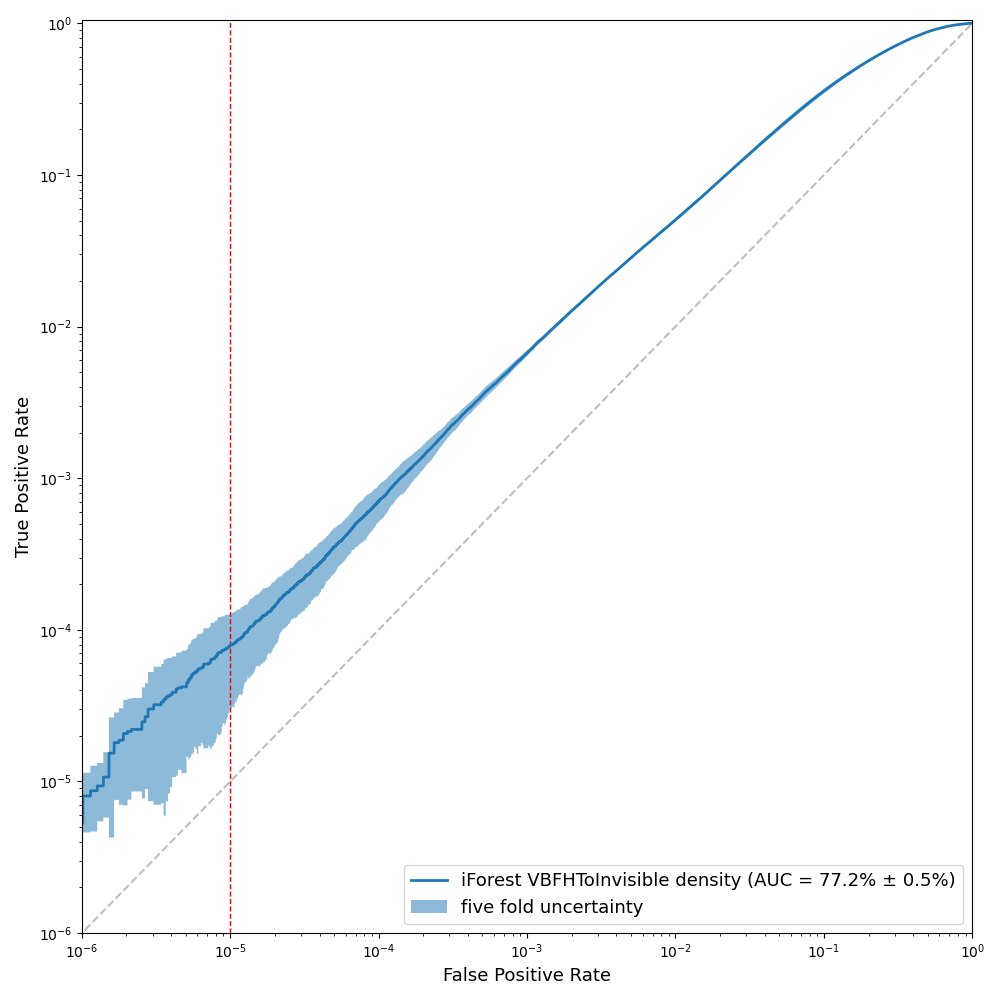 10⁰
10⁻¹
10⁻²
10⁻³
10⁻⁴
10⁻⁵
10⁻⁶
True Positive Rate
iForest VBFHToInvisible density (AUC = 77.2% ± 0.5%)
five fold uncertainty
10⁻⁶ 10⁻⁵ 10⁻⁴ 10⁻³ 10⁻² 10⁻¹ 10⁰
False Positive Rate